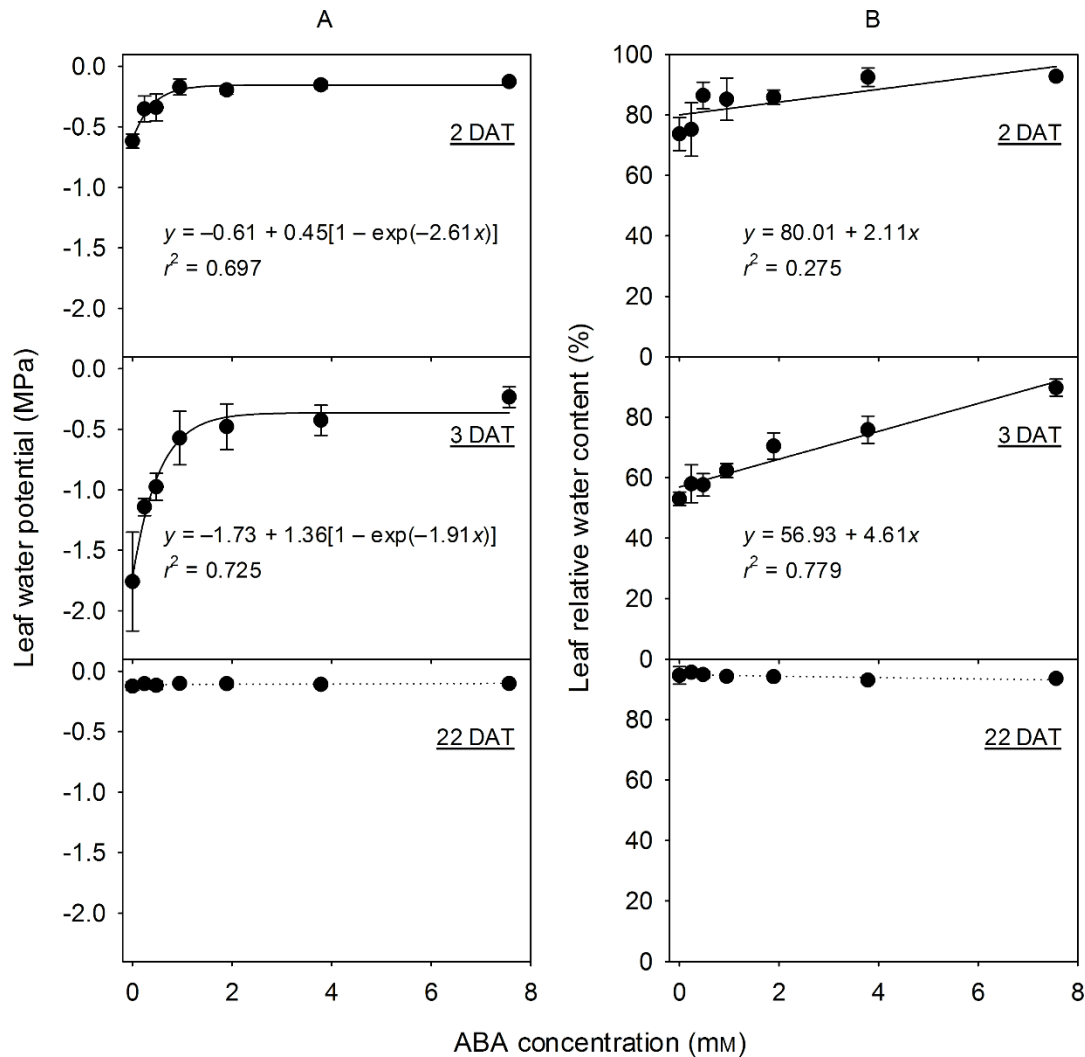 A
0.0
-0.5
-1.0
-1.5
-2.0
2 DAT
y = –0.61 + 0.45[1 – exp(–2.61x)]
r² = 0.697
0.0
-0.5
-1.0
-1.5
-2.0
3 DAT
y = –1.73 + 1.36[1 – exp(–1.91x)]
r² = 0.725
0.0
-0.5
-1.0
-1.5
-2.0
22 DAT
0 2 4 6 8
Leaf water potential (MPa)
B
100
80
60
40
20
0
2 DAT
y = 80.01 + 2.11x
r² = 0.275
80
60
40
20
0
3 DAT
y = 56.93 + 4.61x
r² = 0.779
80
60
40
20
0
22 DAT
0 2 4 6 8
Leaf relative water content (%)
ABA concentration (mM)